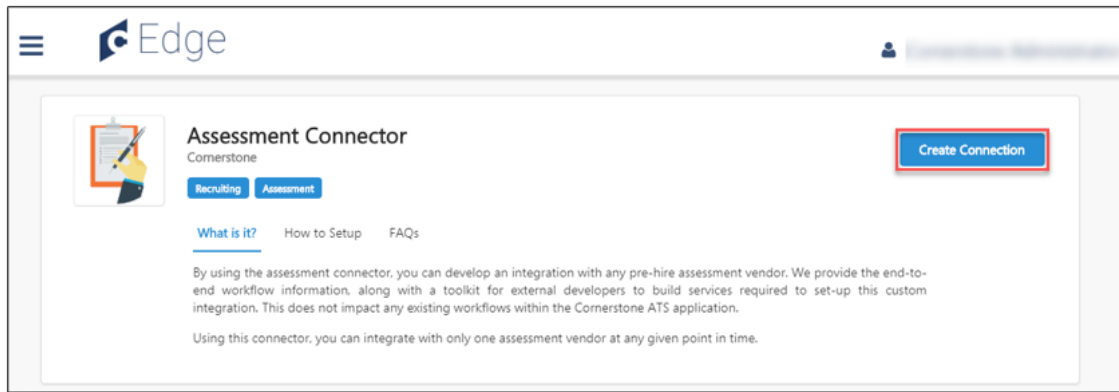 Edge
Assessment Connector
Cornerstone
Create Connection
Recruiting Assessment
What is it? How to Setup FAQs
By using the assessment connector, you can develop an integration with any pre-hire assessment vendor. We provide the end-to-
end workflow information, along with a toolkit for external developers to build services required to set-up this custom
integration. This does not impact any existing workflows within the Cornerstone ATS application.
Using this connector, you can integrate with only one assessment vendor at any given point in time.